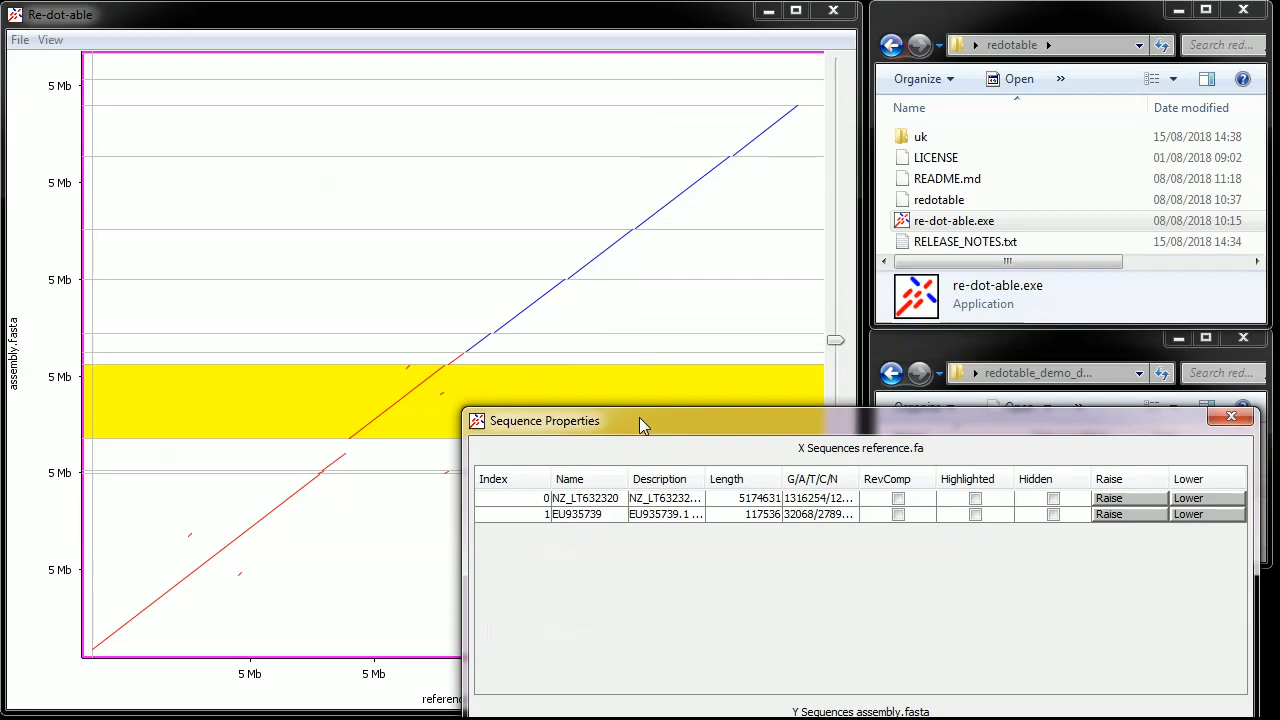 Re-dot-able
File View
5 Mb
5 Mb
5 Mb
5 Mb
5 Mb
5 Mb
assembly.fasta
5 Mb 5 Mb
referenc
redotable
Search red...
Organize Open »
Name Date modified
uk 15/08/2018 14:38
LICENSE 01/08/2018 09:02
README.md 08/08/2018 11:18
redotable 08/08/2018 10:37
re-dot-able.exe 08/08/2018 10:15
RELEASE_NOTES.txt 15/08/2018 14:34
re-dot-able.exe
Application
redotable_demo_d...
Search red...
Sequence Properties
X Sequences reference.fa
Index Name Description Length G/A/T/C/N RevComp Highlighted Hidden Raise Lower
0 NZ_LT632320 NZ_LT63232... 5174631 1316254/12... Raise Lower
1 EU935739 EU935739.1 ... 117536 32068/2789... Raise Lower
Y Sequences assembly.fasta